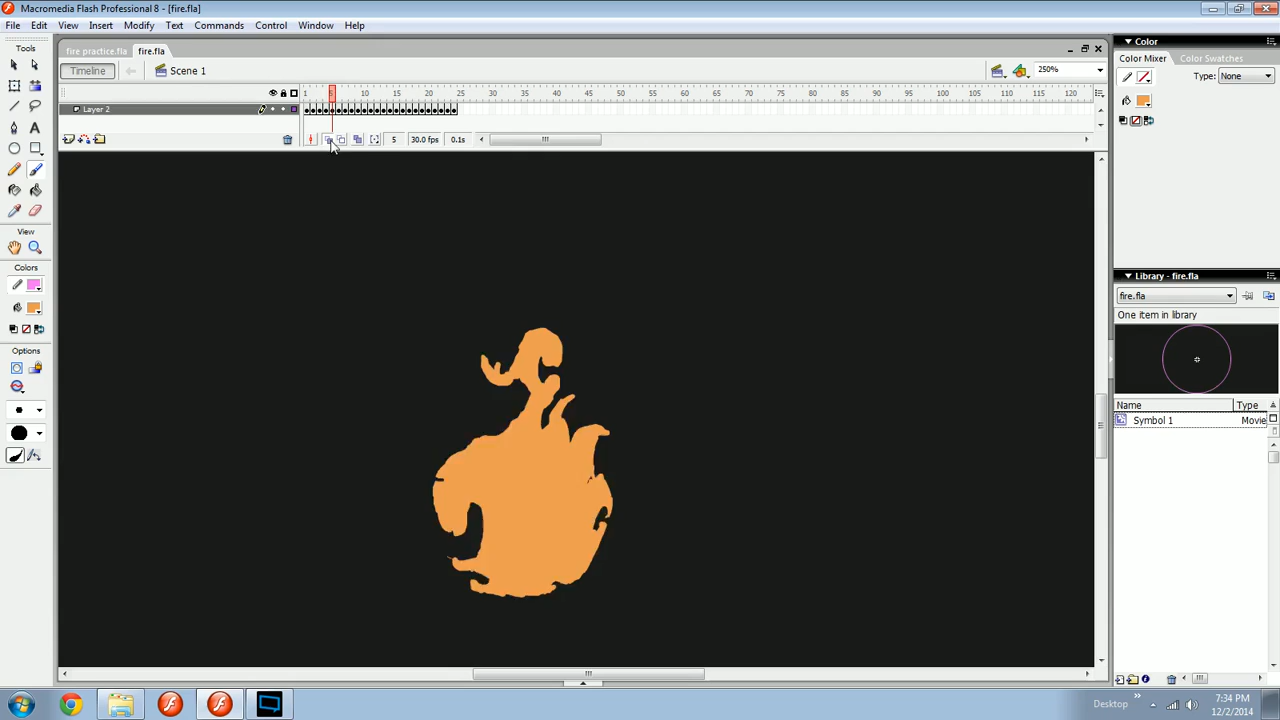 Macromedia Flash Professional 8 - [fire.fla]
File Edit View Insert Modify Text Commands Control Window Help
Tools
fire practice.fla fire.fla
Timeline Scene 1 250%
1 5 10 15 20 25 30 35 40 45 50 55 60 65 70 75 80 85 90 95 100 105 110 115 120
Layer 2
5 30.0 fps 0.1s
View
Colors
Options
Color
Color Mixer Color Swatches
Type: None
Library - fire.fla
fire.fla
One item in library
Name Type
Symbol 1 Movie
Desktop
7:34 PM
12/2/2014